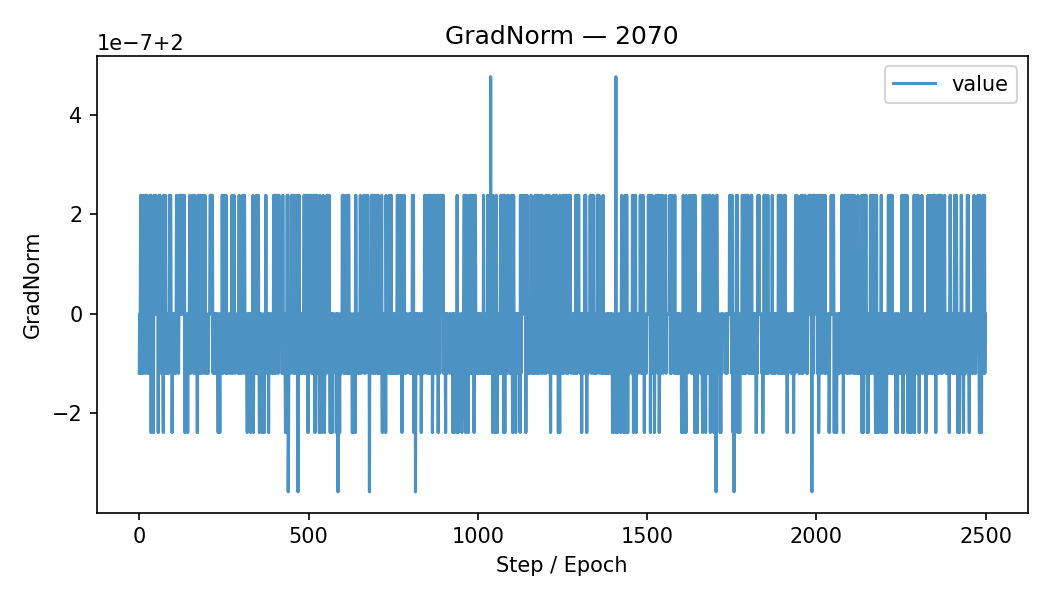 GradNorm — 2070
1e−7+2
value
4
2
0
−2
GradNorm
0 500 1000 1500 2000 2500
Step / Epoch